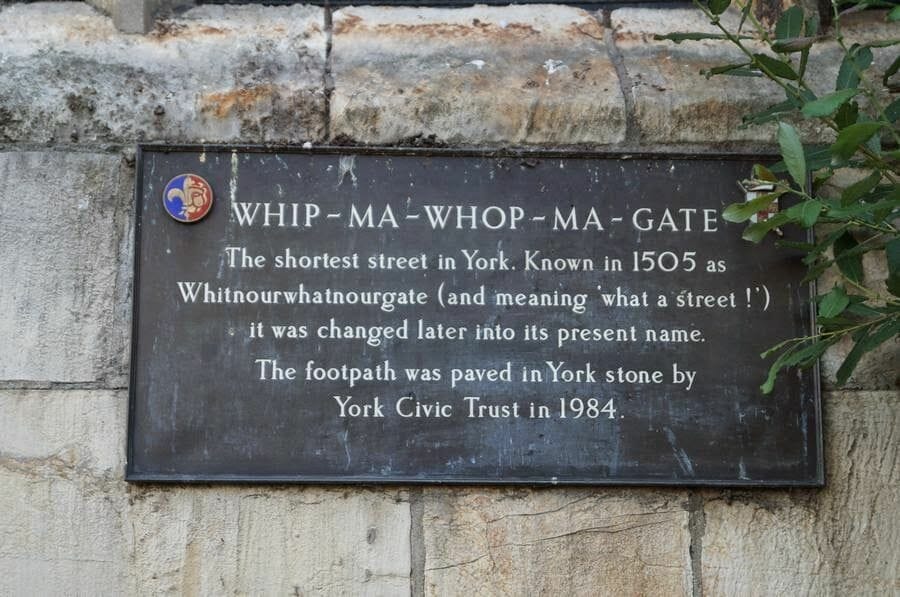 WHIP-MA-WHOP-MA-GATE
The shortest street in York. Known in 1505 as
Whitnourwhatnourgate (and meaning 'what a street !')
it was changed later into its present name.
The footpath was paved in York stone by
York Civic Trust in 1984.